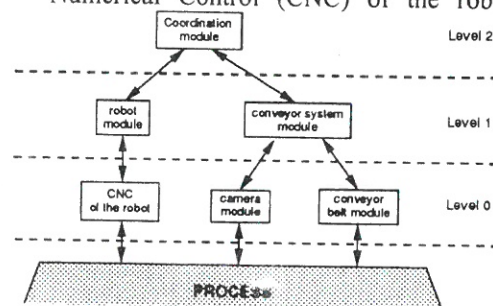 Numerical Control (CNC) of the rob
Coordination
module
Level 2
robot
module
conveyor system
module
Level 1
CNC
of the robot
camera
module
conveyor
belt module
Level 0
PROCESS